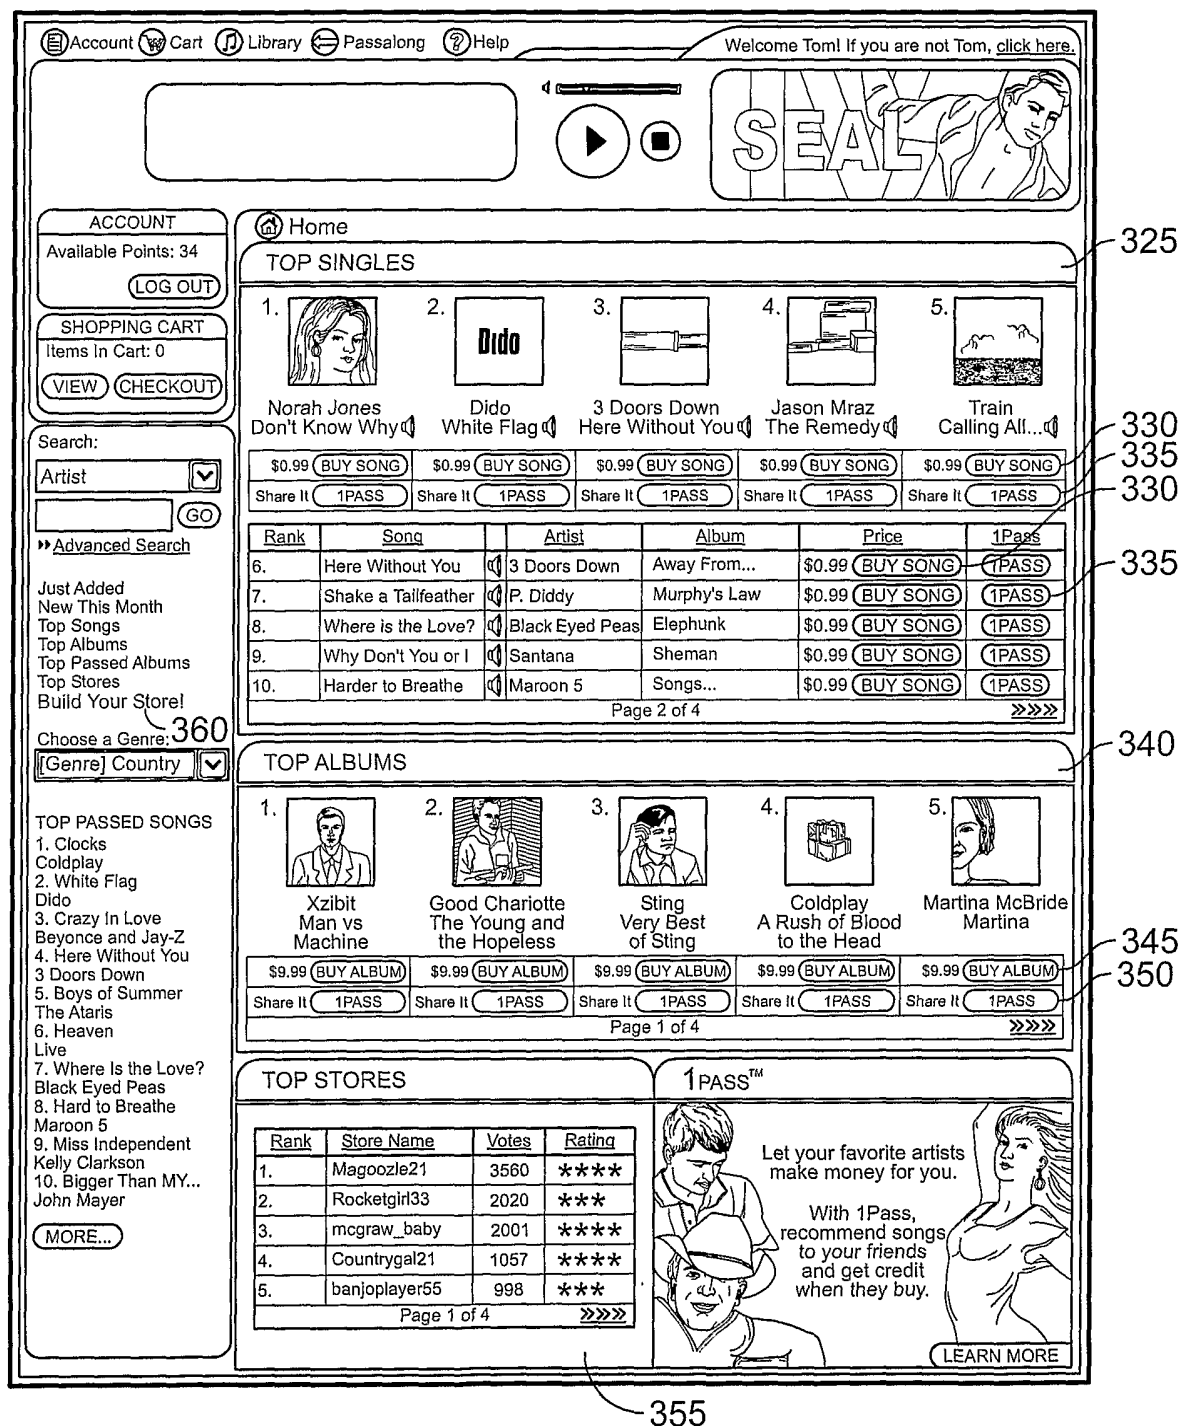 Account Cart Library Passalong Help
Welcome Tom! If you are not Tom, click here.
SEAL
ACCOUNT
Available Points: 34
LOG OUT
SHOPPING CART
Items In Cart: 0
VIEW CHECKOUT
Search:
Artist
GO
Advanced Search
Just Added
New This Month
Top Songs
Top Albums
Top Passed Albums
Top Stores
Build Your Store!
360
Choose a Genre:
[Genre] Country
TOP PASSED SONGS
1. Clocks
Coldplay
2. White Flag
Dido
3. Crazy In Love
Beyonce and Jay-Z
4. Here Without You
3 Doors Down
5. Boys of Summer
The Ataris
6. Heaven
Live
7. Where Is the Love?
Black Eyed Peas
8. Hard to Breathe
Maroon 5
9. Miss Independent
Kelly Clarkson
10. Bigger Than MY...
John Mayer
MORE...
Home
TOP SINGLES
325
1. 2. 3. 4. 5.
Dido
Norah Jones Dido 3 Doors Down Jason Mraz Train
Don't Know Why White Flag Here Without You The Remedy Calling All...
$0.99 BUY SONG $0.99 BUY SONG $0.99 BUY SONG $0.99 BUY SONG $0.99 BUY SONG
330
Share It 1PASS Share It 1PASS Share It 1PASS Share It 1PASS Share It 1PASS
335
330
Rank Song Artist Album Price 1Pass
6. Here Without You 3 Doors Down Away From... $0.99 BUY SONG 1PASS
335
7. Shake a Tailfeather P. Diddy Murphy's Law $0.99 BUY SONG 1PASS
8. Where is the Love? Black Eyed Peas Elephunk $0.99 BUY SONG 1PASS
9. Why Don't You or I Santana Sheman $0.99 BUY SONG 1PASS
10. Harder to Breathe Maroon 5 Songs... $0.99 BUY SONG 1PASS
Page 2 of 4 >>>
TOP ALBUMS
340
1. 2. 3. 4. 5.
Xzibit Good Chariotte Sting Coldplay Martina McBride
Man vs The Young and Very Best A Rush of Blood Martina
Machine the Hopeless of Sting to the Head
$9.99 BUY ALBUM $9.99 BUY ALBUM $9.99 BUY ALBUM $9.99 BUY ALBUM $9.99 BUY ALBUM
345
Share It 1PASS Share It 1PASS Share It 1PASS Share It 1PASS Share It 1PASS
350
Page 1 of 4 >>>
TOP STORES
Rank Store Name Votes Rating
1. Magoozle21 3560 ****
2. Rocketgirl33 2020 ***
3. mcgraw_baby 2001 ****
4. Countrygal21 1057 ****
5. banjoplayer55 998 ***
Page 1 of 4 >>>
355
1PASS™
Let your favorite artists
make money for you.
With 1Pass,
recommend songs
to your friends
and get credit
when they buy.
LEARN MORE